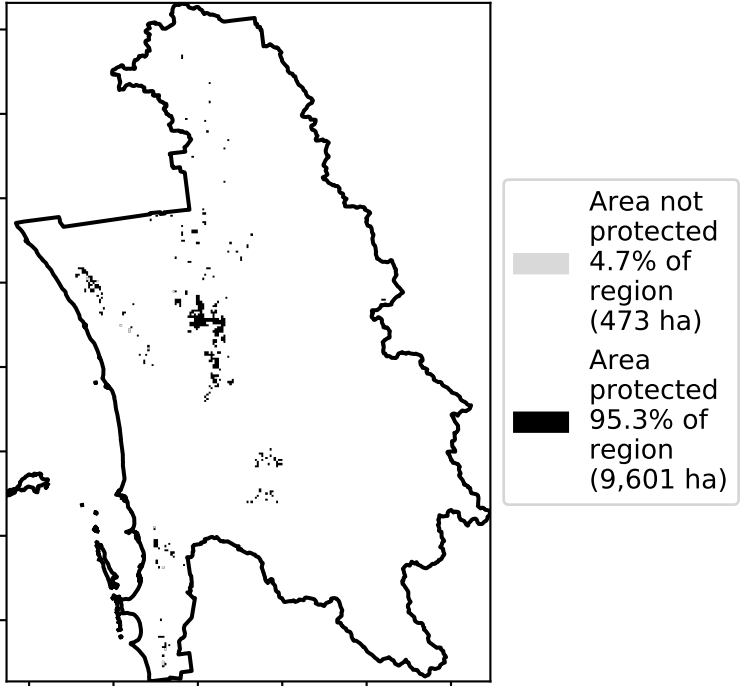 Area not
protected
4.7% of
region
(473 ha)
Area
protected
95.3% of
region
(9,601 ha)